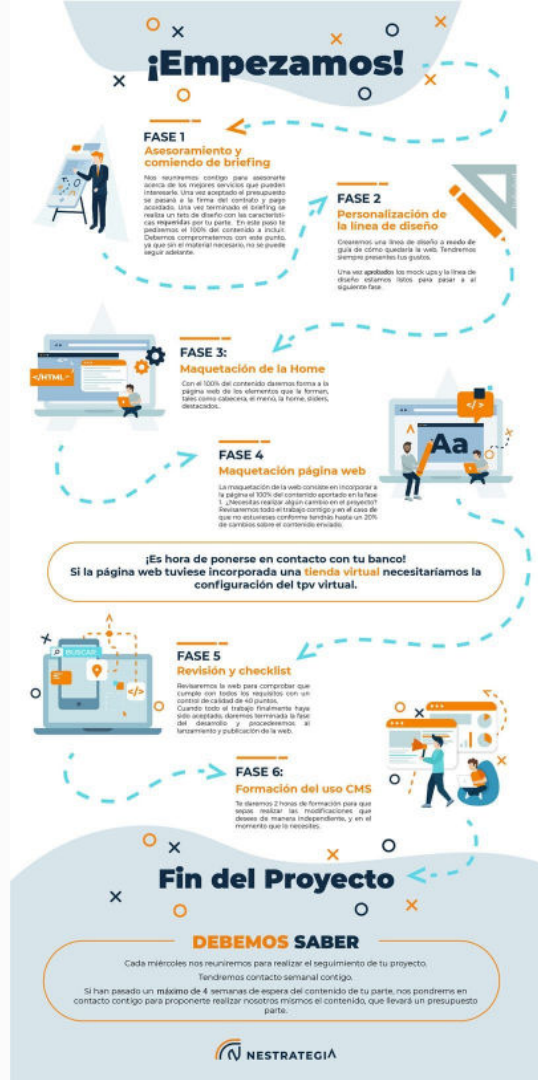 ¡Empezamos!
FASE 1
Asesoramiento y
comiendo de briefing
Nos reuniremos contigo para asesorarte
acerca de los mejores servicios que pueden
interesarle. Una vez aceptado el presupuesto
se pasará a la firma del contrato y pago
acordado. Una vez terminado el briefing se
realiza un tets de diseño con las característi-
cas requeridas por tu parte. En este paso te
pediremos el 100% del contenido a incluir.
Debemos comprometernos con este punto,
ya que sin el material necesario, no se puede
seguir adelante.
FASE 2
Personalización de
la línea de diseño
Crearemos una línea de diseño a modo de
guía de cómo quedaría la web. Tendremos
siempre presentes tus gustos.
Una vez aprobados los mock ups y la línea de
diseño estamos listos para pasar a al
siguiente fase.
</HTML>
FASE 3:
Maquetación de la Home
Con el 100% del contenido daremos forma a la
página web de los elementos que la forman,
tales como cabecera, el menú, la home, sliders,
destacados..
</>
Aa
FASE 4
Maquetación página web
La maquetación de la web consiste en incorporar a
la página el 100% del contenido aportado en la fase
1. ¿Necesitas realizar algún cambio en el proyecto?
Revisaremos todo el trabajo contigo y en el caso de
que no estuvieses conforme tendrás hasta un 20%
de cambios sobre el contenido enviado.
¡Es hora de ponerse en contacto con tu banco!
Si la página web tuviese incorporada una tienda virtual necesitaríamos la
configuración del tpv virtual.
BUSCAR
</>
FASE 5
Revisión y checklist
Revisaremos la web para comprobar que
cumple con todos los requisitos con un
control de calidad de 40 puntos.
Cuando todo el trabajo finalmente haya
sido aceptado, daremos terminada la fase
del desarrollo y procederemos al
lanzamiento y publicación de la web.
FASE 6:
Formación del uso CMS
Te daremos 2 horas de formación para que
sepas realizar las modificaciones que
desees de manera independiente, y en el
momento que lo necesites.
Fin del Proyecto
DEBEMOS SABER
Cada miércoles nos reuniremos para realizar el seguimiento de tu proyecto.
Tendremos contacto semanal contigo.
Si han pasado un máximo de 4 semanas de espera del contenido de tu parte, nos pondrems en
contacto contigo para proponerte realizar nosotros mismos el contenido, que llevará un presupuesto
parte.
NESTRATEGIA